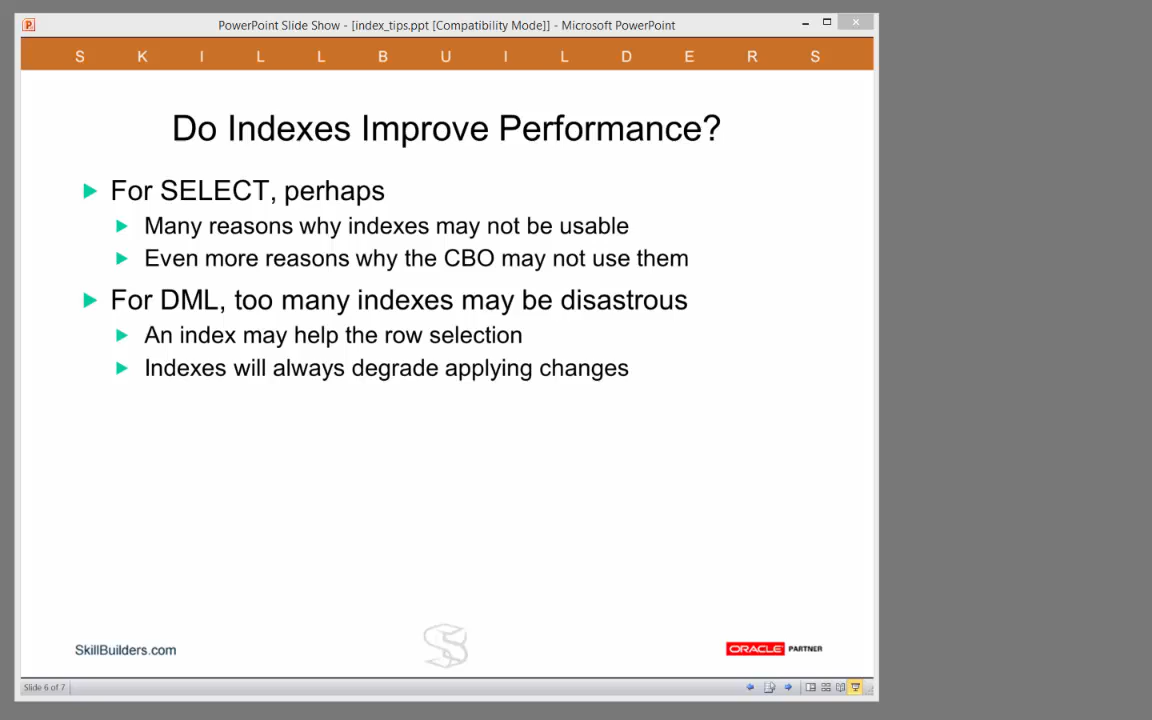 PowerPoint Slide Show - [index_tips.ppt [Compatibility Mode]] - Microsoft PowerPoint
S K I L L B U I L D E R S
Do Indexes Improve Performance?
For SELECT, perhaps
Many reasons why indexes may not be usable
Even more reasons why the CBO may not use them
For DML, too many indexes may be disastrous
An index may help the row selection
Indexes will always degrade applying changes
SkillBuilders.com
ORACLE PARTNER
Slide 6 of 7